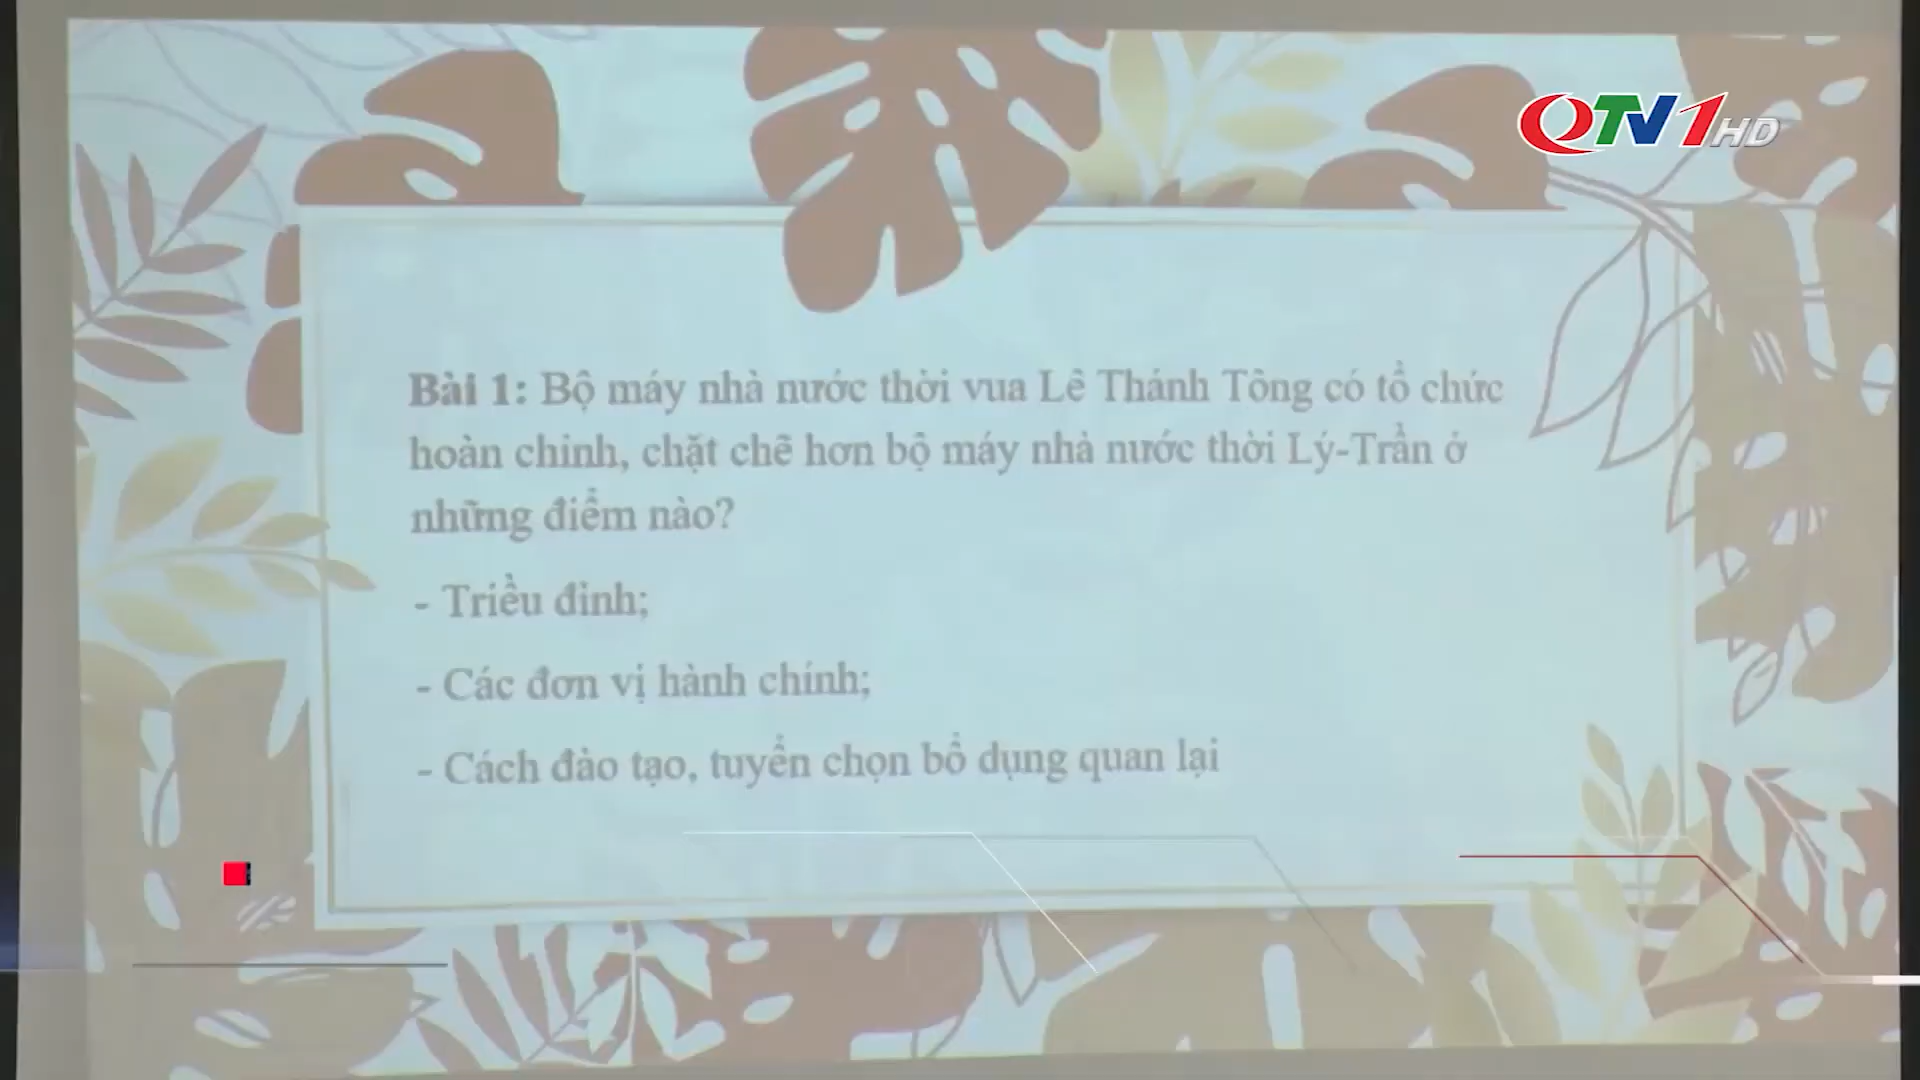 QTV1HD
Bài 1: Bộ máy nhà nước thời vua Lê Thánh Tông có tổ chức
hoàn chỉnh, chặt chẽ hơn bộ máy nhà nước thời Lý-Trần ở
những điểm nào?
- Triều đình;
- Các đơn vị hành chính;
- Cách đào tạo, tuyển chọn bổ dụng quan lại